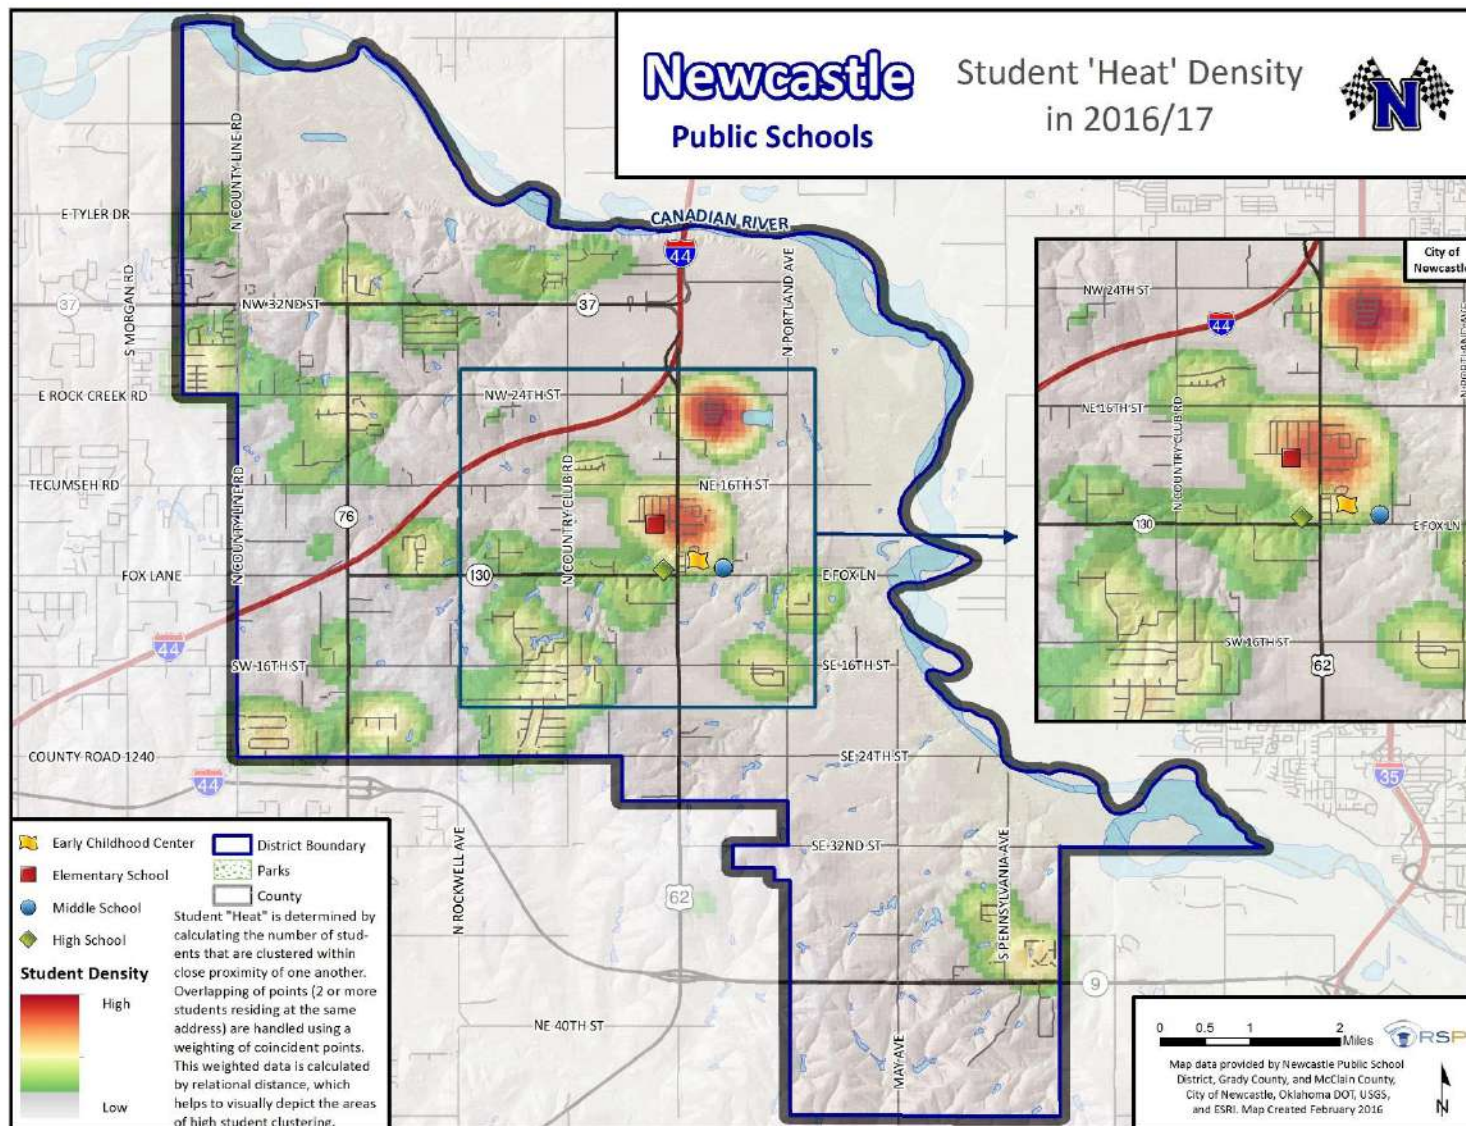 Newcastle
Public Schools
Student 'Heat' Density
in 2016/17
N
CANADIAN RIVER
44
E TYLER DR
N COUNTY LINE RD
S MORGAN RD
37
NW 32ND ST
37
N PORTLAND AVE
E ROCK CREEK RD
NW 24TH ST
TECUMSEH RD
N COUNTRY CLUB RD
NE 16TH ST
N COUNTY LINE RD
76
FOX LANE
130
E FOX LN
44
SW 16TH ST
SE 16TH ST
COUNTY ROAD 1240
SE 24TH ST
44
35
SE 32ND ST
N ROCKWELL AVE
62
S PENNSYLVANIA AVE
9
NE 40TH ST
MAY AVE
City of
Newcastle
NW 24TH ST
44
N PORTLAND AVE
NE 16TH ST
N COUNTRY CLUB RD
130
E FOX LN
SW 16TH ST
62
Early Childhood Center
Elementary School
Middle School
High School
District Boundary
Parks
County
Student Density
High
Low
Student "Heat" is determined by
calculating the number of stud-
ents that are clustered within
close proximity of one another.
Overlapping of points (2 or more
students residing at the same
address) are handled using a
weighting of coincident points.
This weighted data is calculated
by relational distance, which
helps to visually depict the areas
of high student clustering.
0 0.5 1 2
Miles
RSP
Map data provided by Newcastle Public School
District, Grady County, and McClain County,
City of Newcastle, Oklahoma DOT, USGS,
and ESRI. Map Created February 2016
N